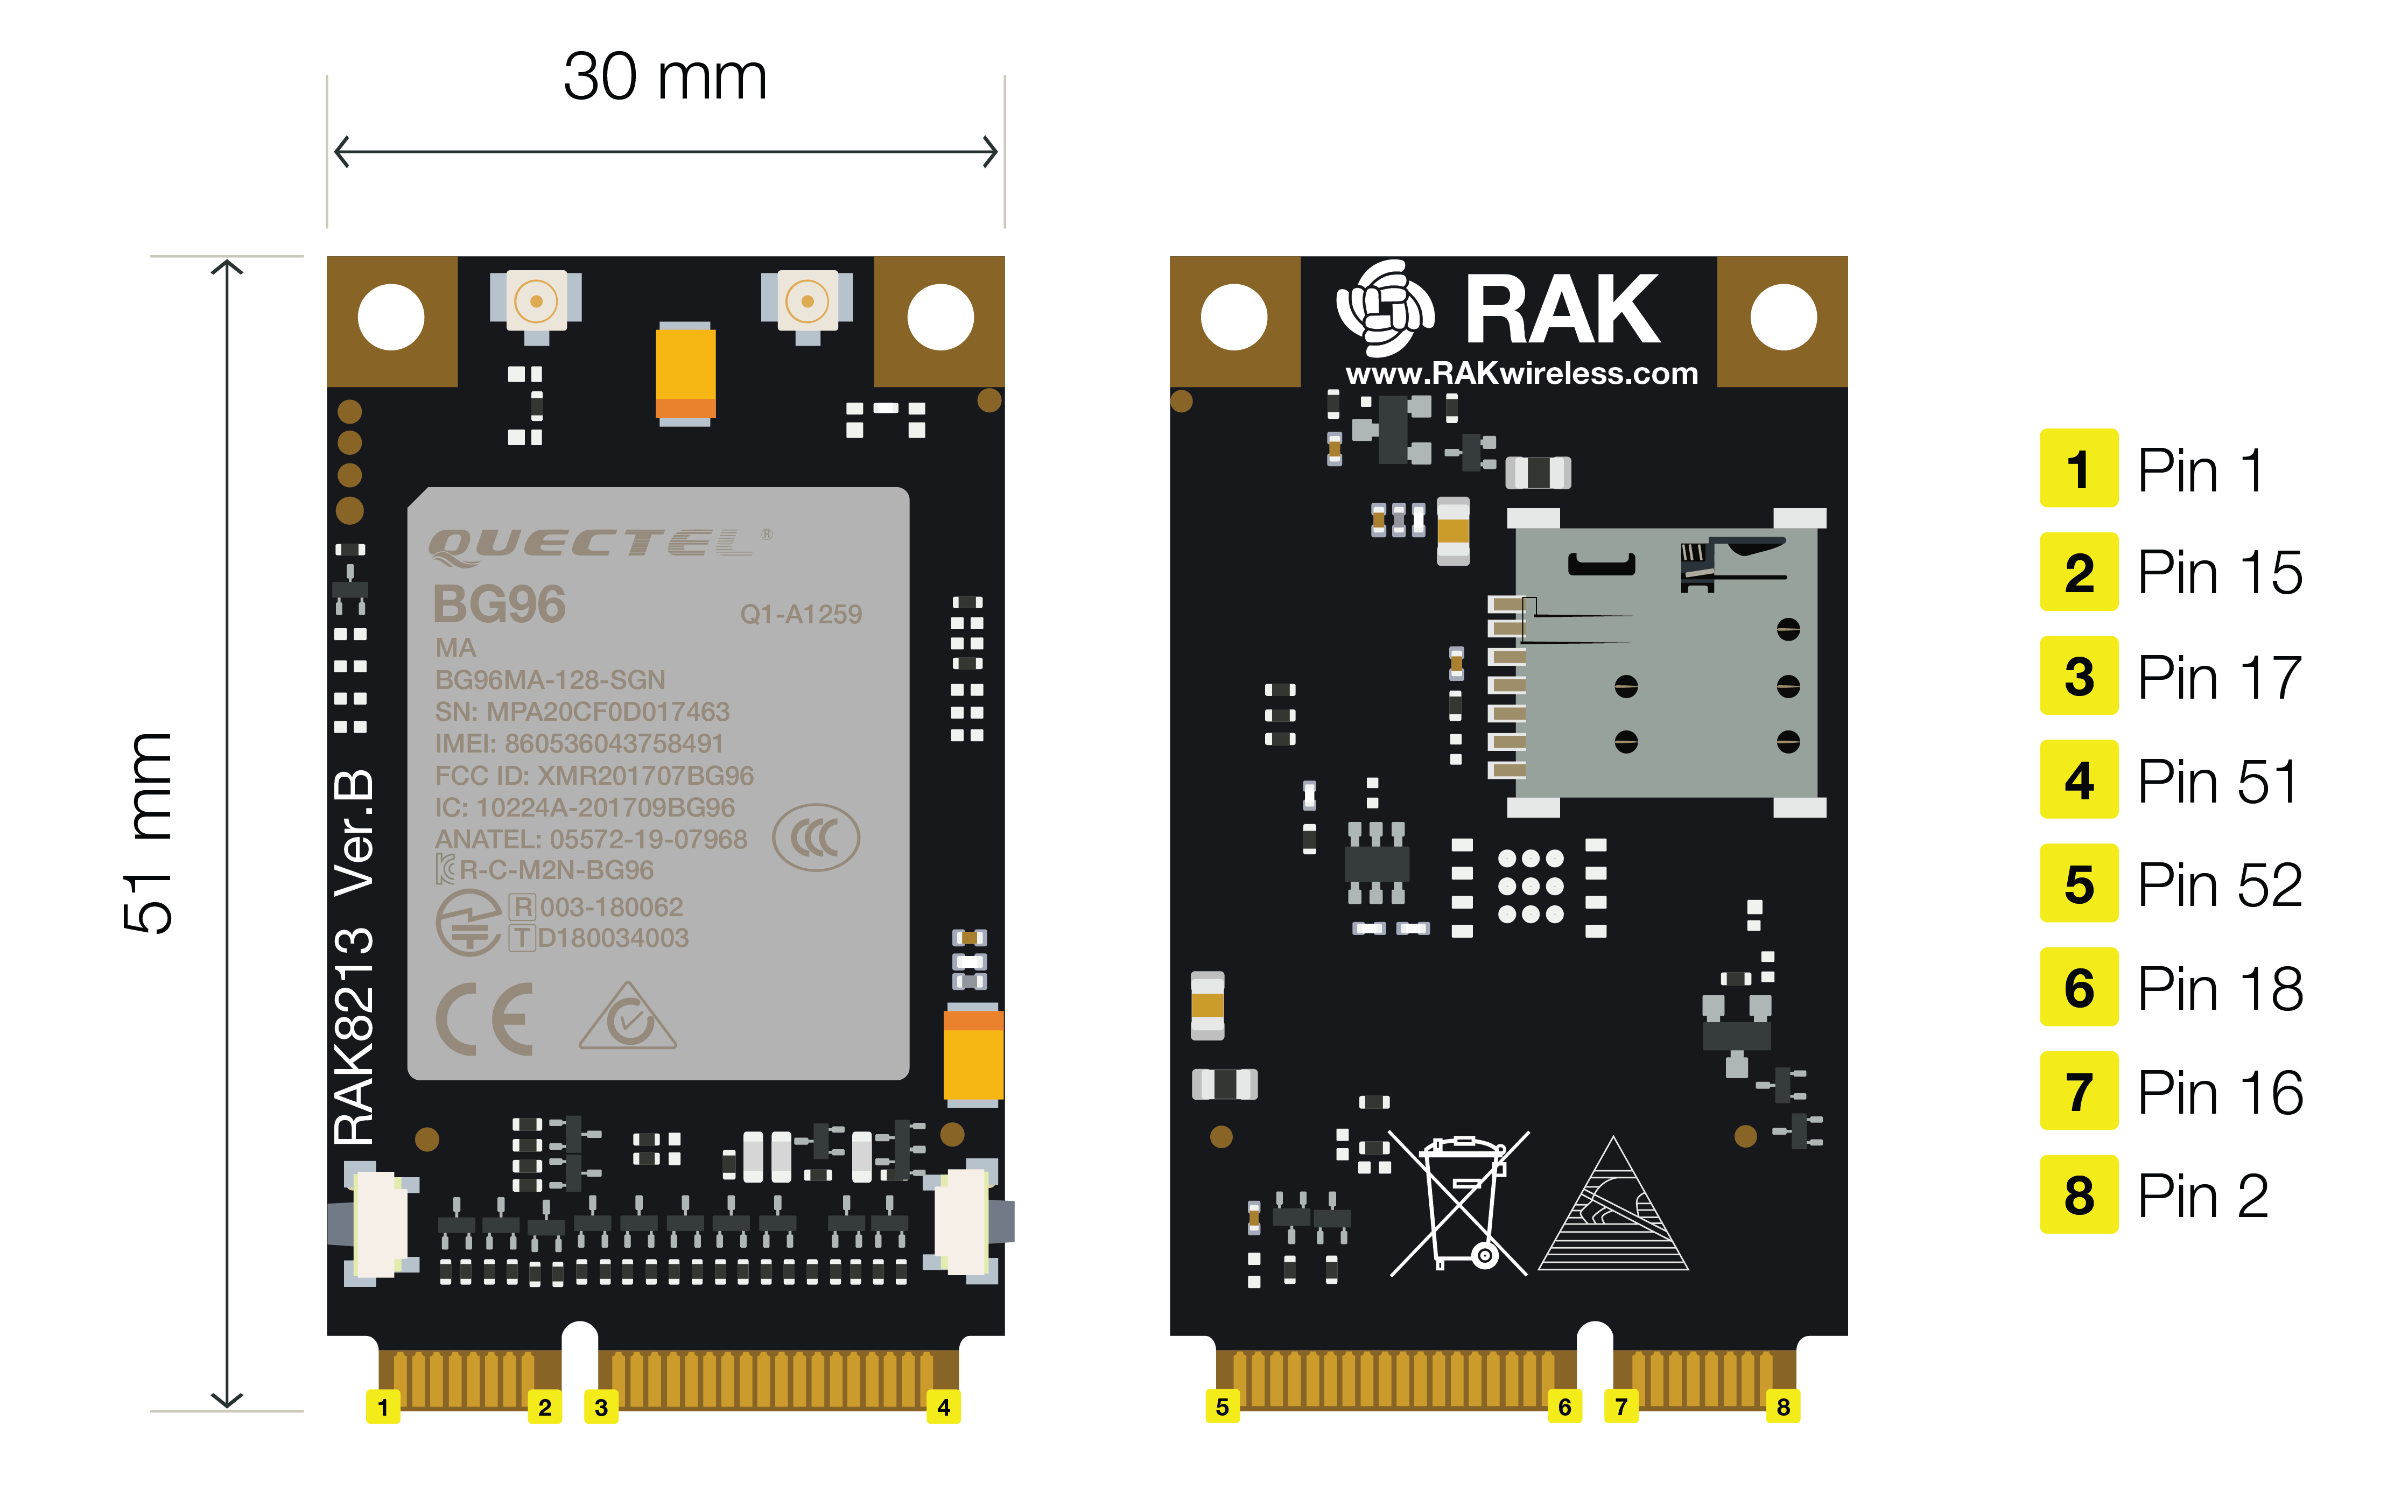 30 mm
51 mm
QUECTEL®
BG96
Q1-A1259
MA
BG96MA-128-SGN
SN: MPA20CF0D017463
IMEI: 860536043758491
FCC ID: XMR201707BG96
IC: 10224A-201709BG96
ANATEL: 05572-19-07968
R-C-M2N-BG96
R 003-180062
T D180034003
CE
RAK8213 Ver.B
1
2
3
4
RAK
www.RAKwireless.com
5
6
7
8
1 Pin 1
2 Pin 15
3 Pin 17
4 Pin 51
5 Pin 52
6 Pin 18
7 Pin 16
8 Pin 2